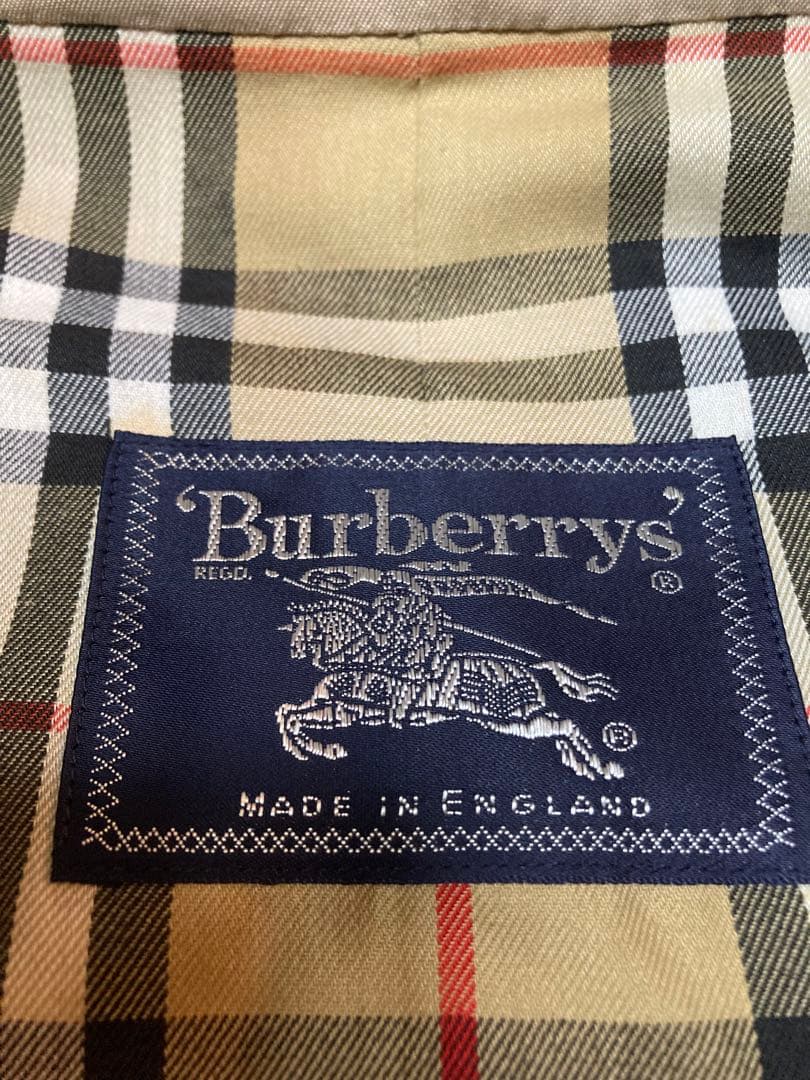 'Burberrys'
REGD. ®
®
MADE IN ENGLAND